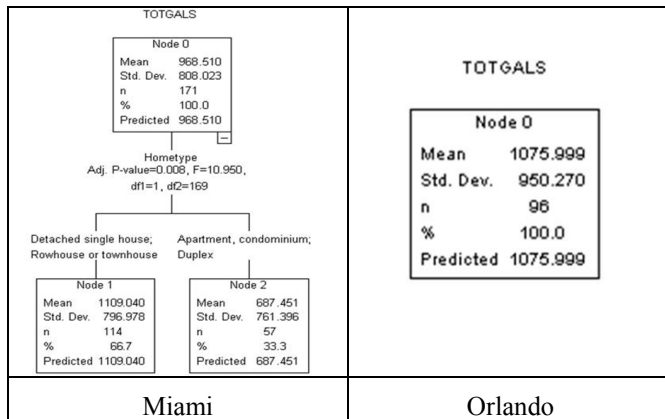 TOTGALS
Node 0
Mean 968.510
Std. Dev. 808.023
n 171
% 100.0
Predicted 968.510
Hometype
Adj. P-value=0.008, F=10.950,
df1=1, df2=169
Detached single house;
Rowhouse or townhouse
Apartment, condominium;
Duplex
Node 1
Mean 1109.040
Std. Dev. 796.978
n 114
% 66.7
Predicted 1109.040
Node 2
Mean 687.451
Std. Dev. 761.396
n 57
% 33.3
Predicted 687.451
Miami
TOTGALS
Node 0
Mean 1075.999
Std. Dev. 950.270
n 96
% 100.0
Predicted 1075.999
Orlando